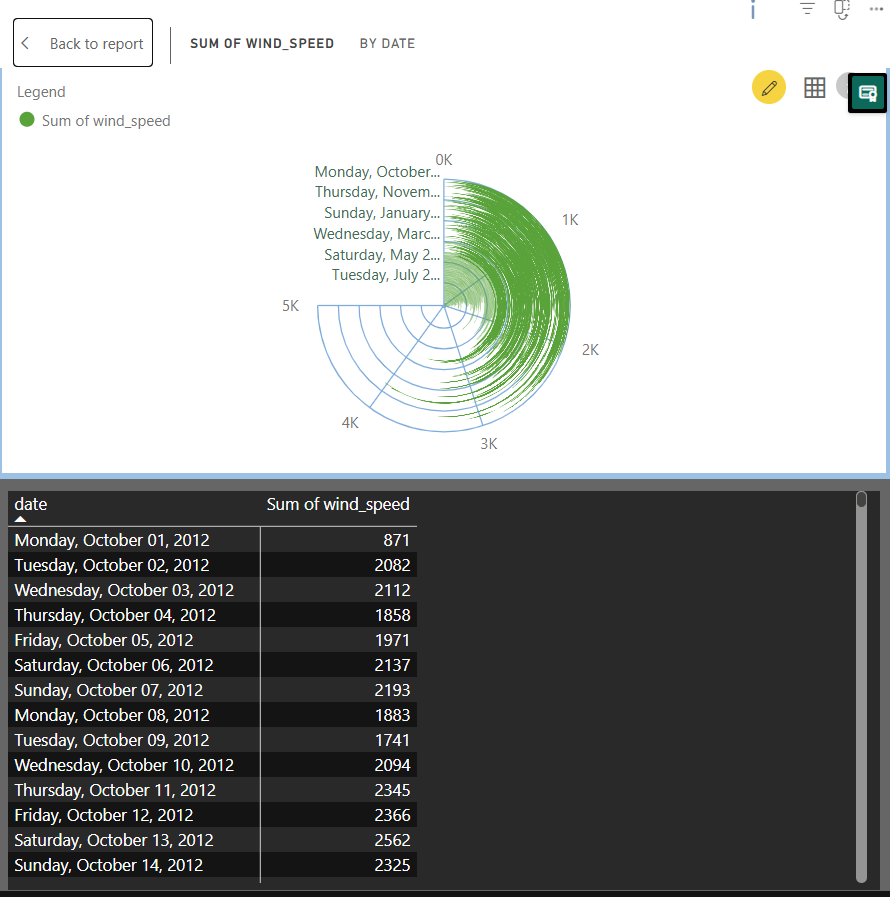 Back to report
SUM OF WIND_SPEED
BY DATE
Legend
Sum of wind_speed
0K
Monday, October...
Thursday, Novem...
Sunday, January...
Wednesday, Marc...
Saturday, May 2...
Tuesday, July 2...
1K
5K
2K
4K
3K
date Sum of wind_speed
Monday, October 01, 2012 871
Tuesday, October 02, 2012 2082
Wednesday, October 03, 2012 2112
Thursday, October 04, 2012 1858
Friday, October 05, 2012 1971
Saturday, October 06, 2012 2137
Sunday, October 07, 2012 2193
Monday, October 08, 2012 1883
Tuesday, October 09, 2012 1741
Wednesday, October 10, 2012 2094
Thursday, October 11, 2012 2345
Friday, October 12, 2012 2366
Saturday, October 13, 2012 2562
Sunday, October 14, 2012 2325